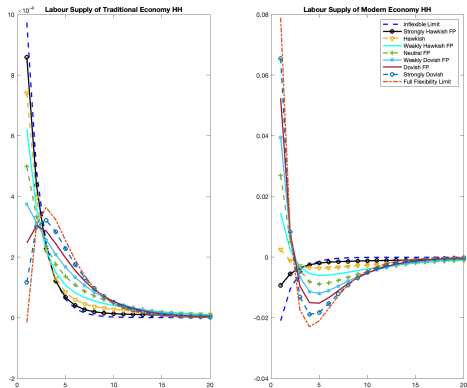 Labour Supply of Traditional Economy HH
10 × 10⁻⁴
8
6
4
2
0
-2
0 5 10 15 20
Labour Supply of Modern Economy HH
0.08
0.06
0.04
0.02
0
-0.02
-0.04
0 5 10 15 20
Inflexible Limit
Strongly Hawkish FP
Hawkish
Weakly Hawkish FP
Neutral FP
Weakly Dovish FP
Dovish FP
Strongly Dovish
Full Flexibility Limit